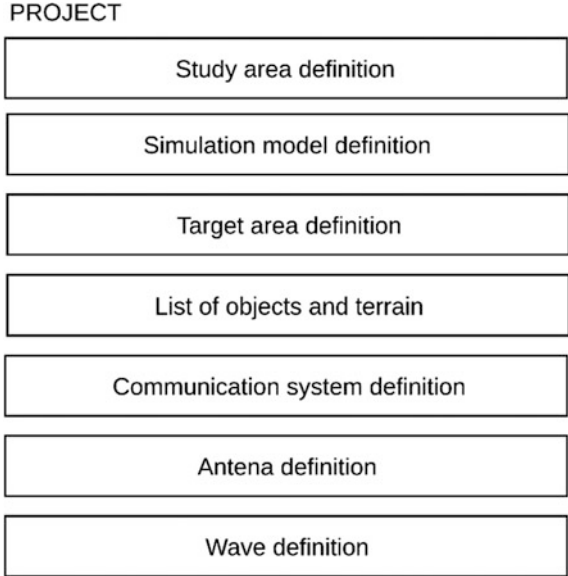 PROJECT
Study area definition
Simulation model definition
Target area definition
List of objects and terrain
Communication system definition
Antena definition
Wave definition